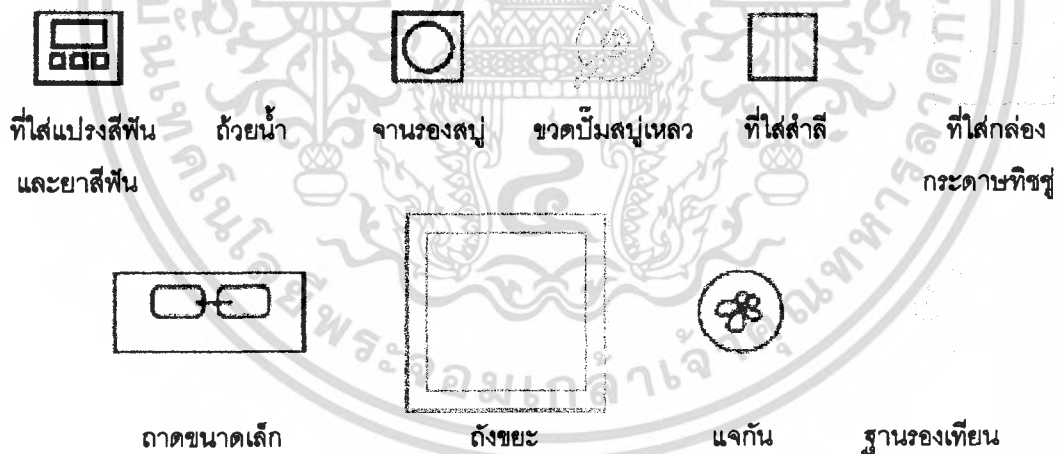 ที่ใส่แปรงสีฟัน ถ้วยน้ำ จานรองสบู่ ขวดปั๊มสบู่เหลว ที่ใส่สำลี ที่ใส่กล่อง
และยาสีฟัน กระดาษทิชชู่
ถาดขนาดเล็ก ถังขยะ แจกัน ฐานรองเทียน